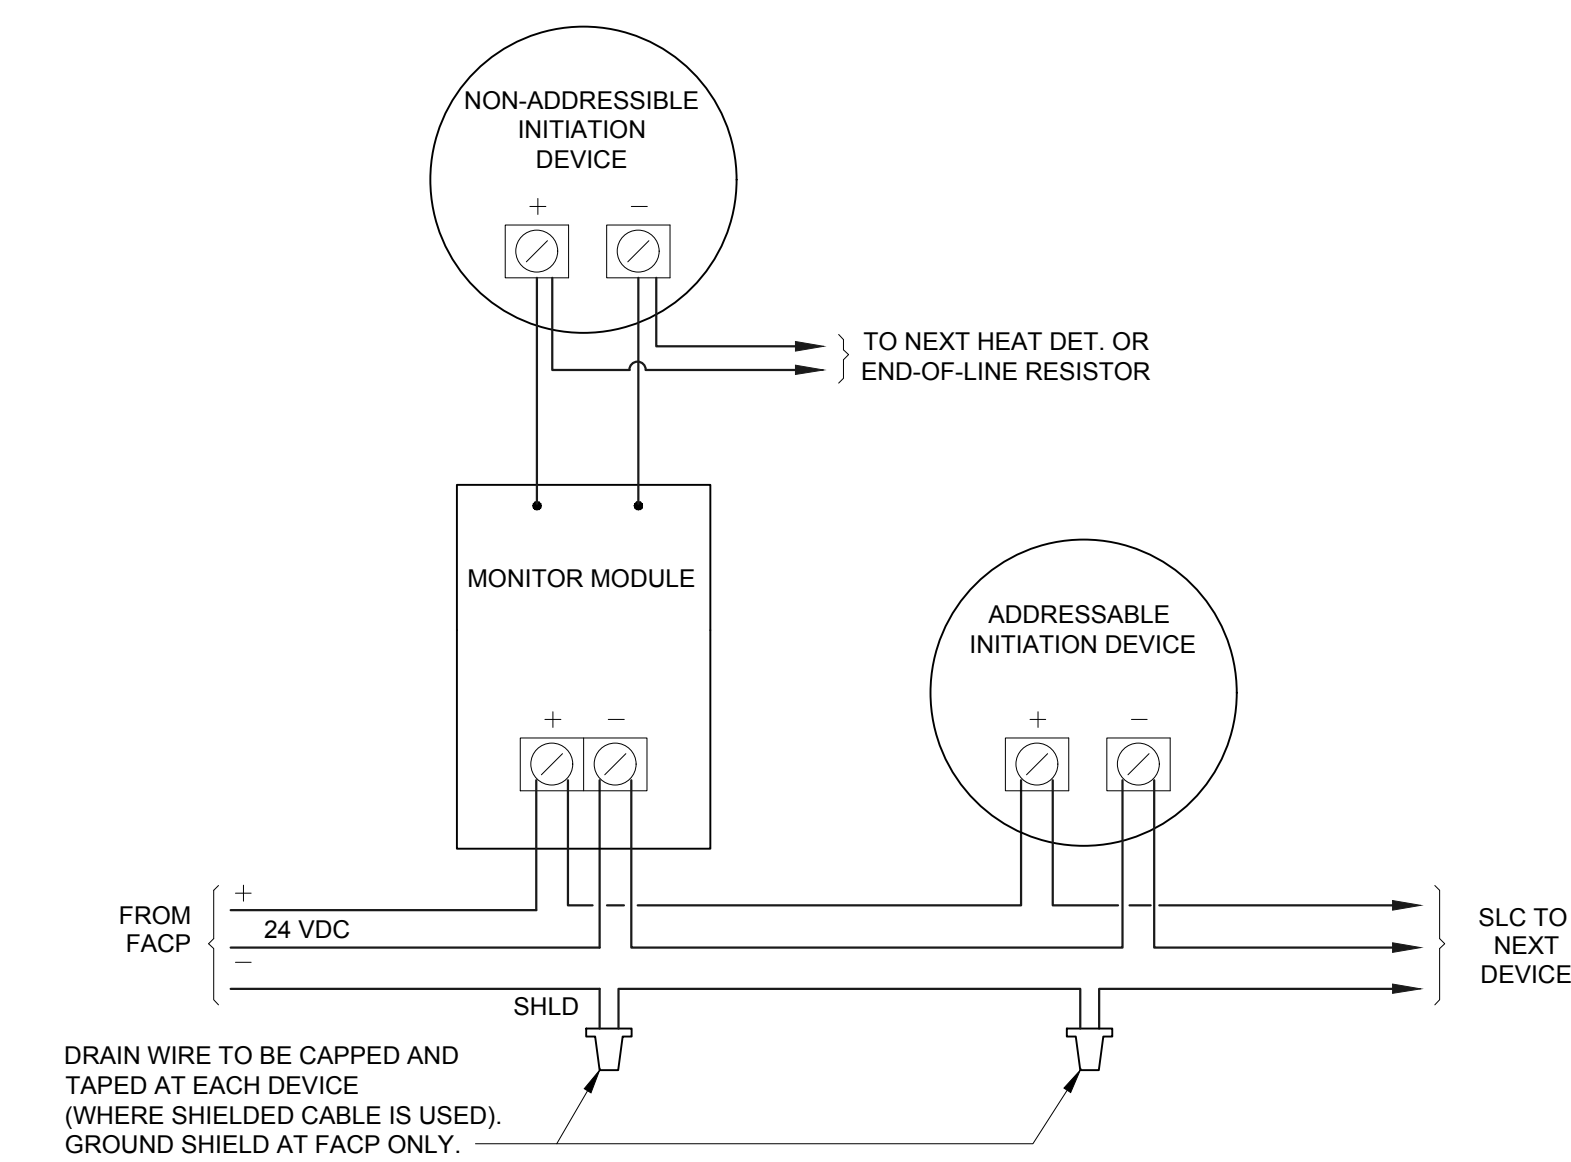 NON-ADDRESSIBLE
INITIATION
DEVICE
+ −
TO NEXT HEAT DET. OR
END-OF-LINE RESISTOR
MONITOR MODULE
+ −
ADDRESSABLE
INITIATION DEVICE
+ −
FROM
FACP
+
24 VDC
−
SHLD
SLC TO
NEXT
DEVICE
DRAIN WIRE TO BE CAPPED AND
TAPED AT EACH DEVICE
(WHERE SHIELDED CABLE IS USED).
GROUND SHIELD AT FACP ONLY.